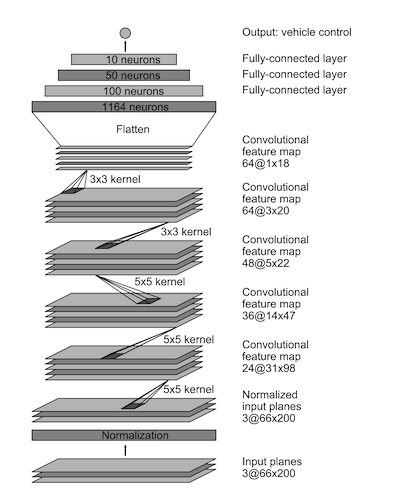 Output: vehicle control
10 neurons
Fully-connected layer
50 neurons
Fully-connected layer
100 neurons
Fully-connected layer
1164 neurons
Flatten
Convolutional
feature map
64@1x18
3x3 kernel
Convolutional
feature map
64@3x20
3x3 kernel
Convolutional
feature map
48@5x22
5x5 kernel
Convolutional
feature map
36@14x47
5x5 kernel
Convolutional
feature map
24@31x98
5x5 kernel
Normalized
input planes
3@66x200
Normalization
Input planes
3@66x200